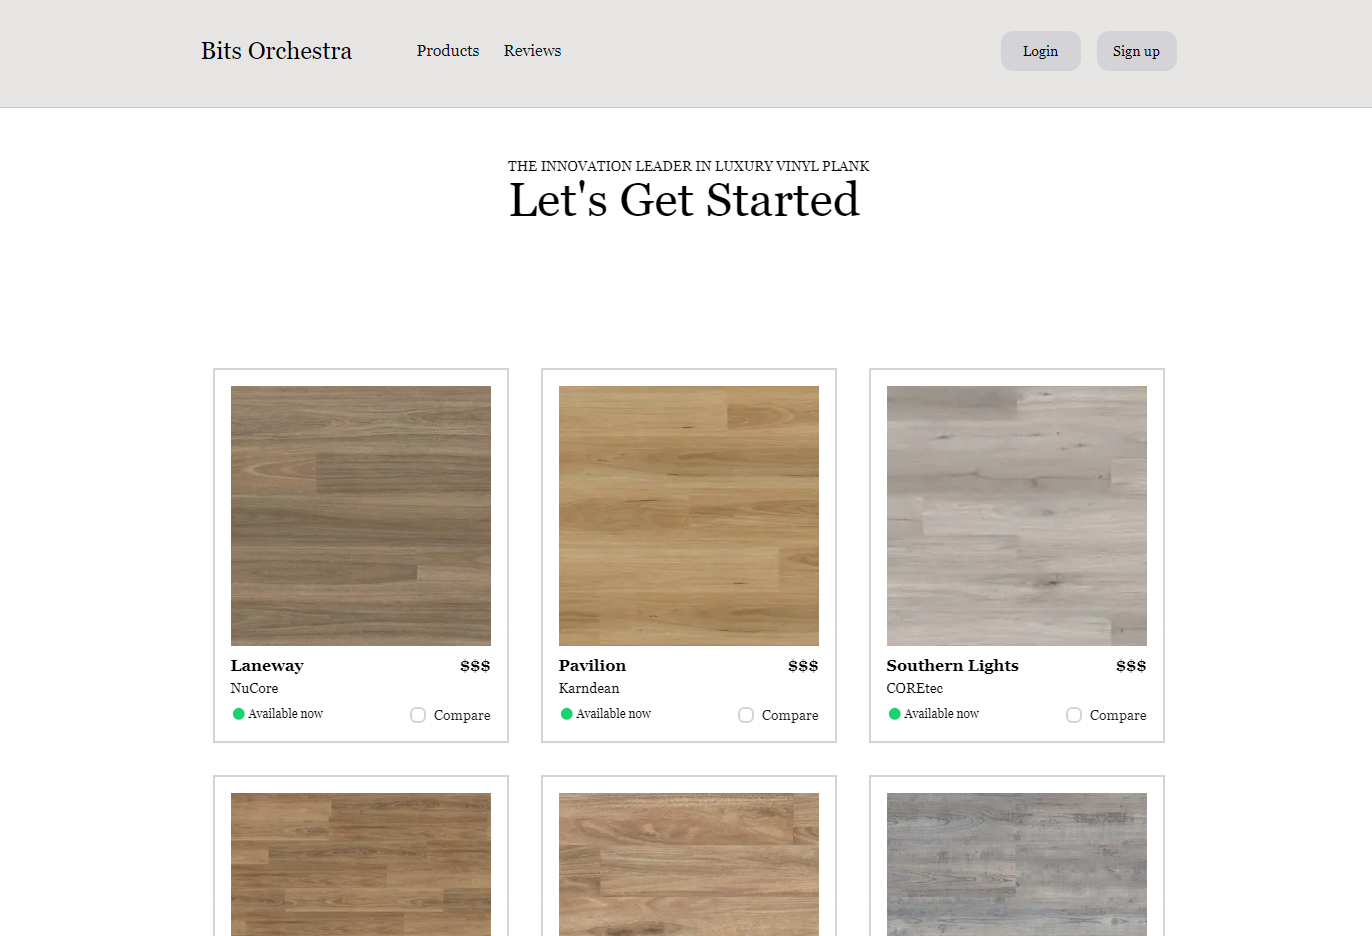 Bits Orchestra Products Reviews Login Sign up
THE INNOVATION LEADER IN LUXURY VINYL PLANK
Let's Get Started
Laneway $$$
NuCore
Available now Compare
Pavilion $$$
Karndean
Available now Compare
Southern Lights $$$
COREtec
Available now Compare